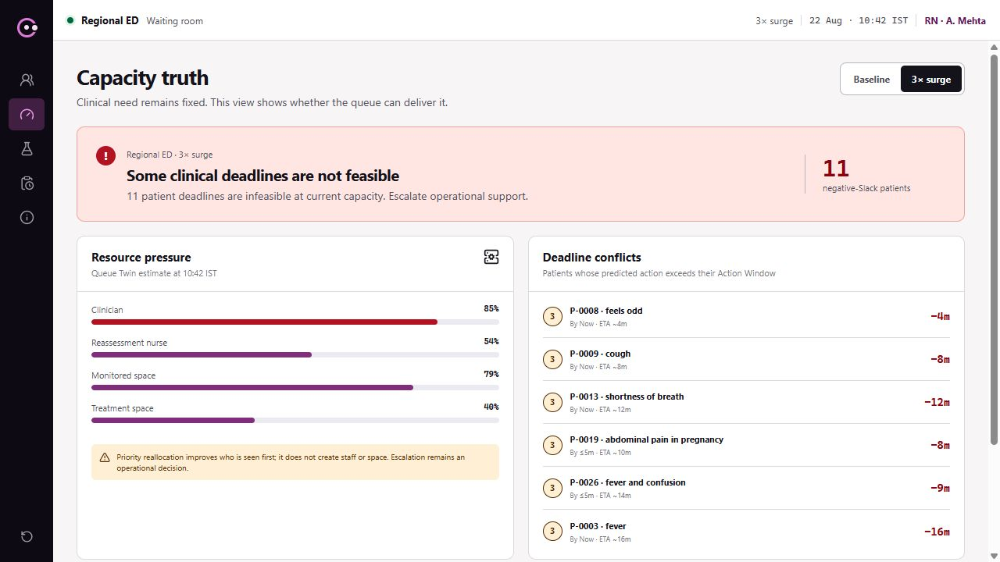 Regional ED Waiting room
3× surge 22 Aug · 10:42 IST RN · A. Mehta
Capacity truth
Clinical need remains fixed. This view shows whether the queue can deliver it.
Baseline 3× surge
Regional ED · 3× surge
Some clinical deadlines are not feasible
11 patient deadlines are infeasible at current capacity. Escalate operational support.
11
negative-Slack patients
Resource pressure
Queue Twin estimate at 10:42 IST
Clinician 85%
Reassessment nurse 54%
Monitored space 79%
Treatment space 40%
Priority reallocation improves who is seen first; it does not create staff or space. Escalation remains an
operational decision.
Deadline conflicts
Patients whose predicted action exceeds their Action Window
3 P-0008 · feels odd −4m
By Now · ETA ~4m
3 P-0009 · cough −8m
By Now · ETA ~8m
3 P-0013 · shortness of breath −12m
By Now · ETA ~12m
3 P-0019 · abdominal pain in pregnancy −8m
By ≤5m · ETA ~10m
3 P-0026 · fever and confusion −9m
By ≤5m · ETA ~14m
3 P-0003 · fever −16m
By Now · ETA ~16m